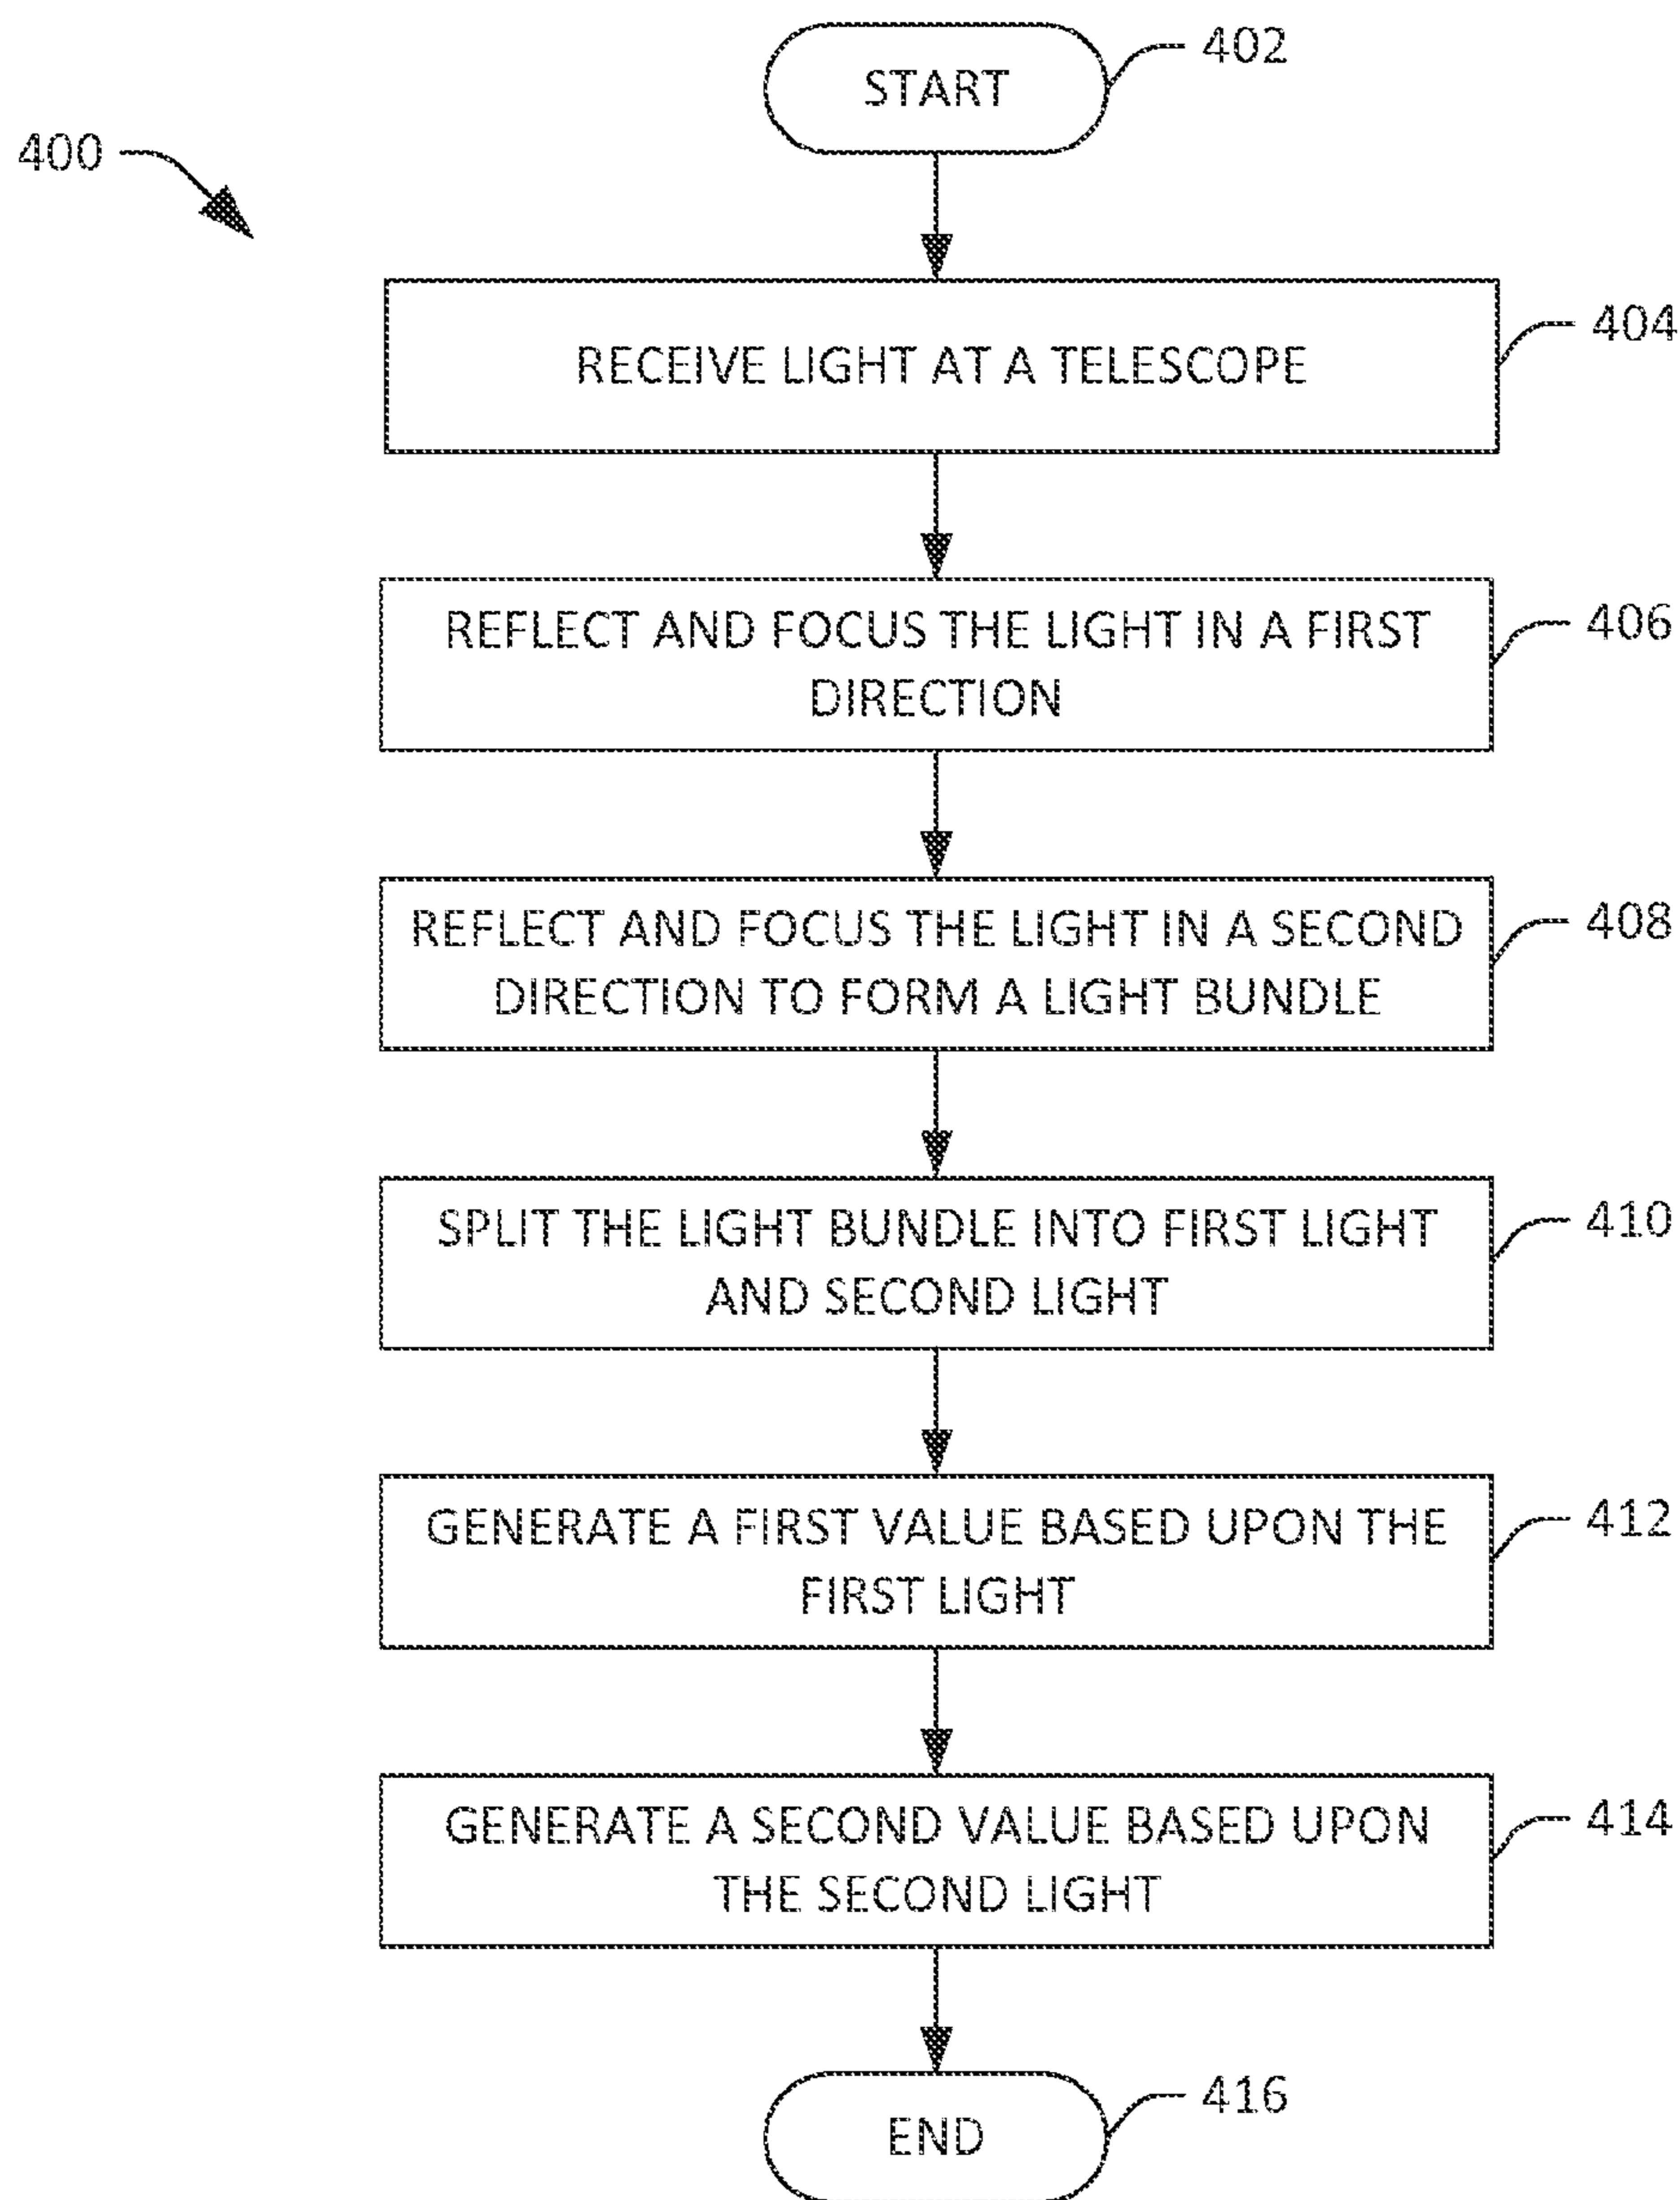 START
402
400
RECEIVE LIGHT AT A TELESCOPE
404
REFLECT AND FOCUS THE LIGHT IN A FIRST
DIRECTION
406
REFLECT AND FOCUS THE LIGHT IN A SECOND
DIRECTION TO FORM A LIGHT BUNDLE
408
SPLIT THE LIGHT BUNDLE INTO FIRST LIGHT
AND SECOND LIGHT
410
GENERATE A FIRST VALUE BASED UPON THE
FIRST LIGHT
412
GENERATE A SECOND VALUE BASED UPON
THE SECOND LIGHT
414
END
416